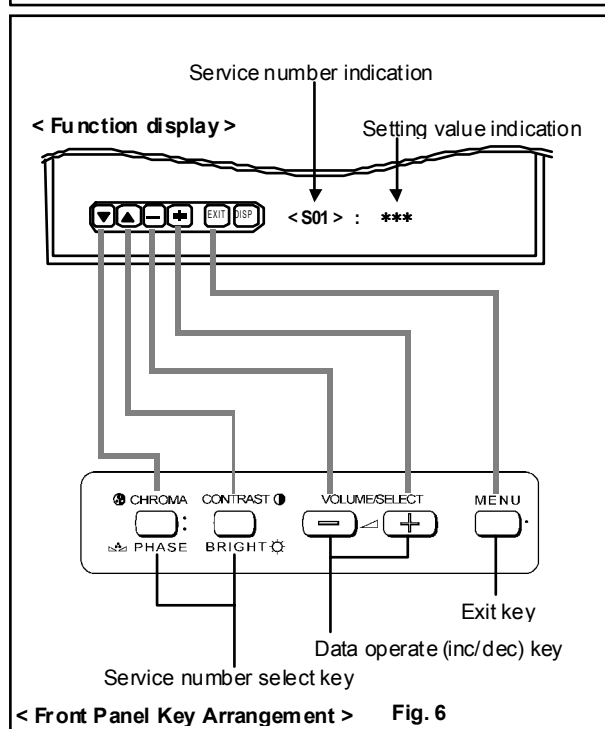 Service number indication
< Function display >
Setting value indication
EXIT DISP < S01 > : ***
CHROMA CONTRAST VOLUME/SELECT MENU
PHASE BRIGHT
Exit key
Data operate (inc/dec) key
Service number select key
< Front Panel Key Arrangement > Fig. 6